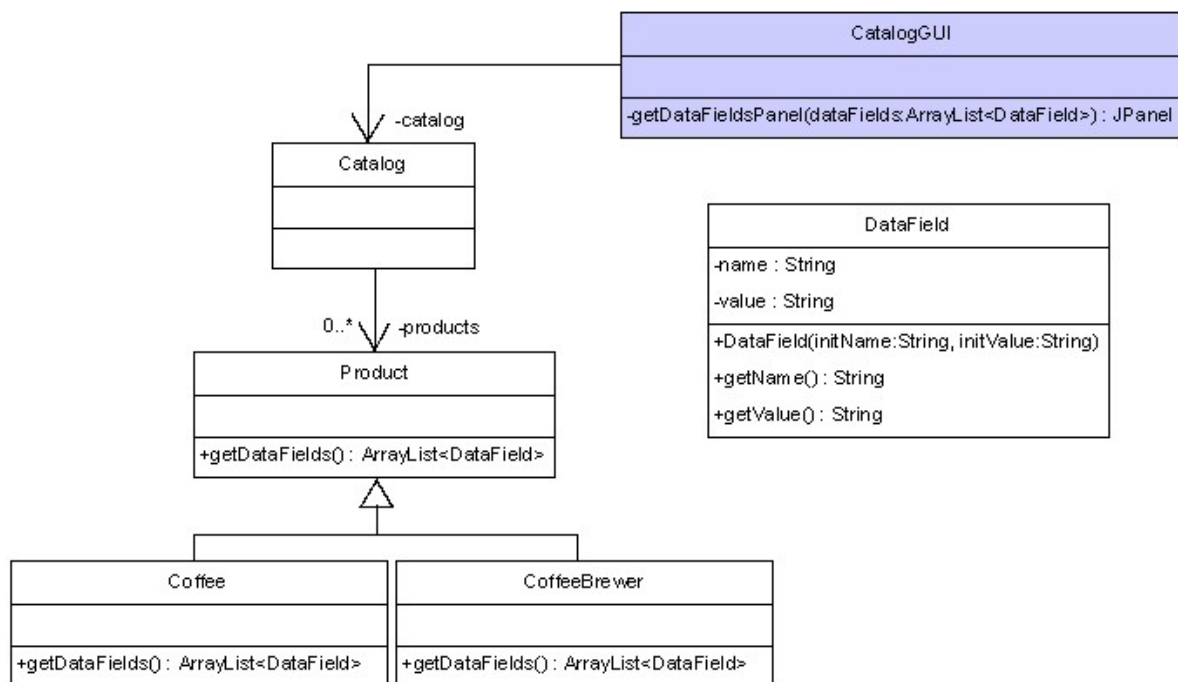 CatalogGUI
-getDataFieldsPanel(dataFields:ArrayList<DataField>) : JPanel
-catalog
Catalog
DataField
-name : String
-value : String
+DataField(initName:String, initValue:String)
+getName() : String
+getValue() : String
0..* -products
Product
+getDataFields() : ArrayList<DataField>
Coffee
+getDataFields() : ArrayList<DataField>
CoffeeBrewer
+getDataFields() : ArrayList<DataField>